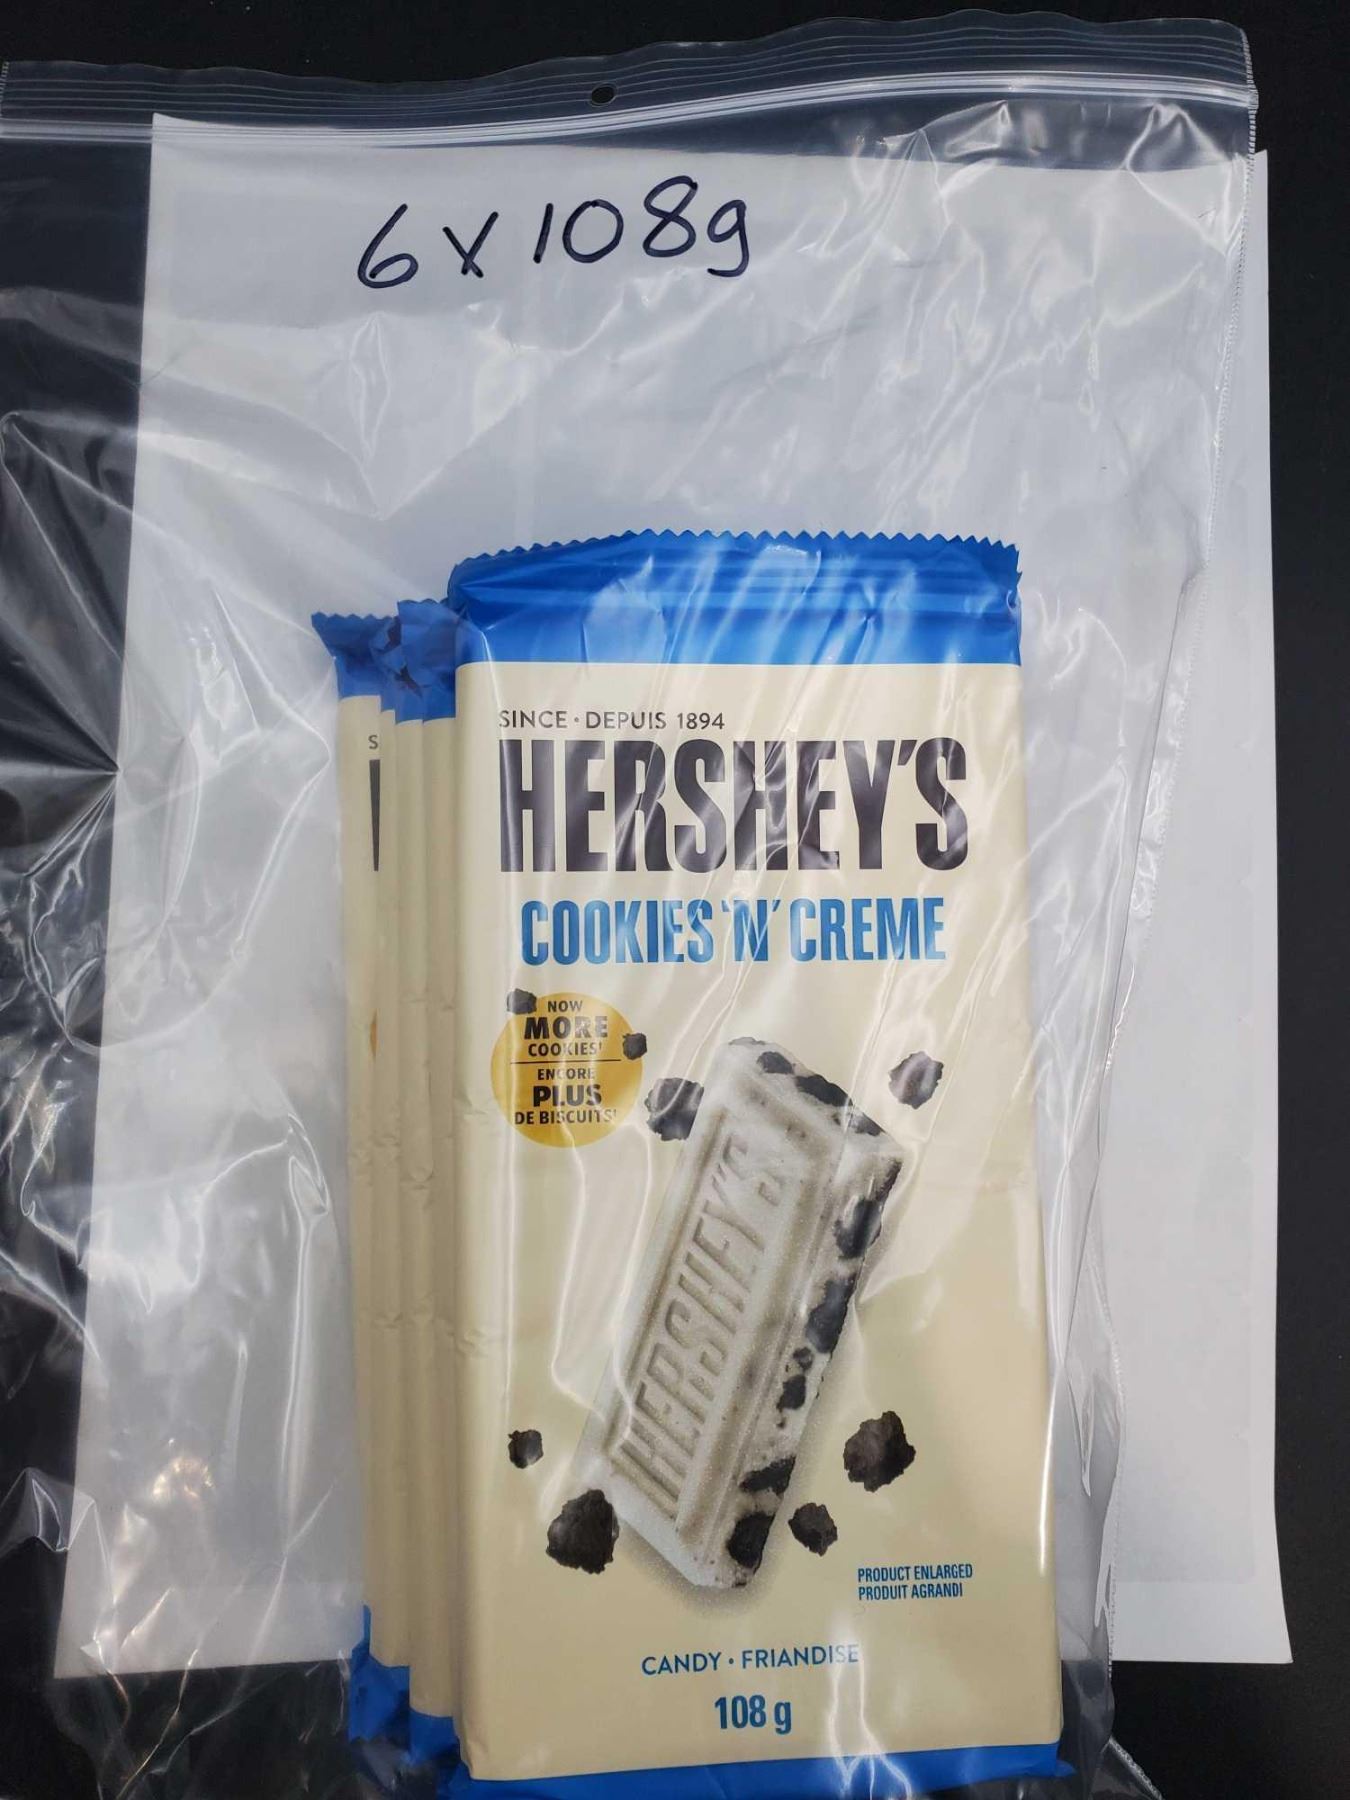 6 x 108g
SINCE • DEPUIS 1894
HERSHEY'S
COOKIES 'N' CREME
NOW
MORE
COOKIES!
ENCORE
PLUS
DE BISCUITS!
HERSHEY'S
PRODUCT ENLARGED
PRODUIT AGRANDI
CANDY • FRIANDISE
108 g